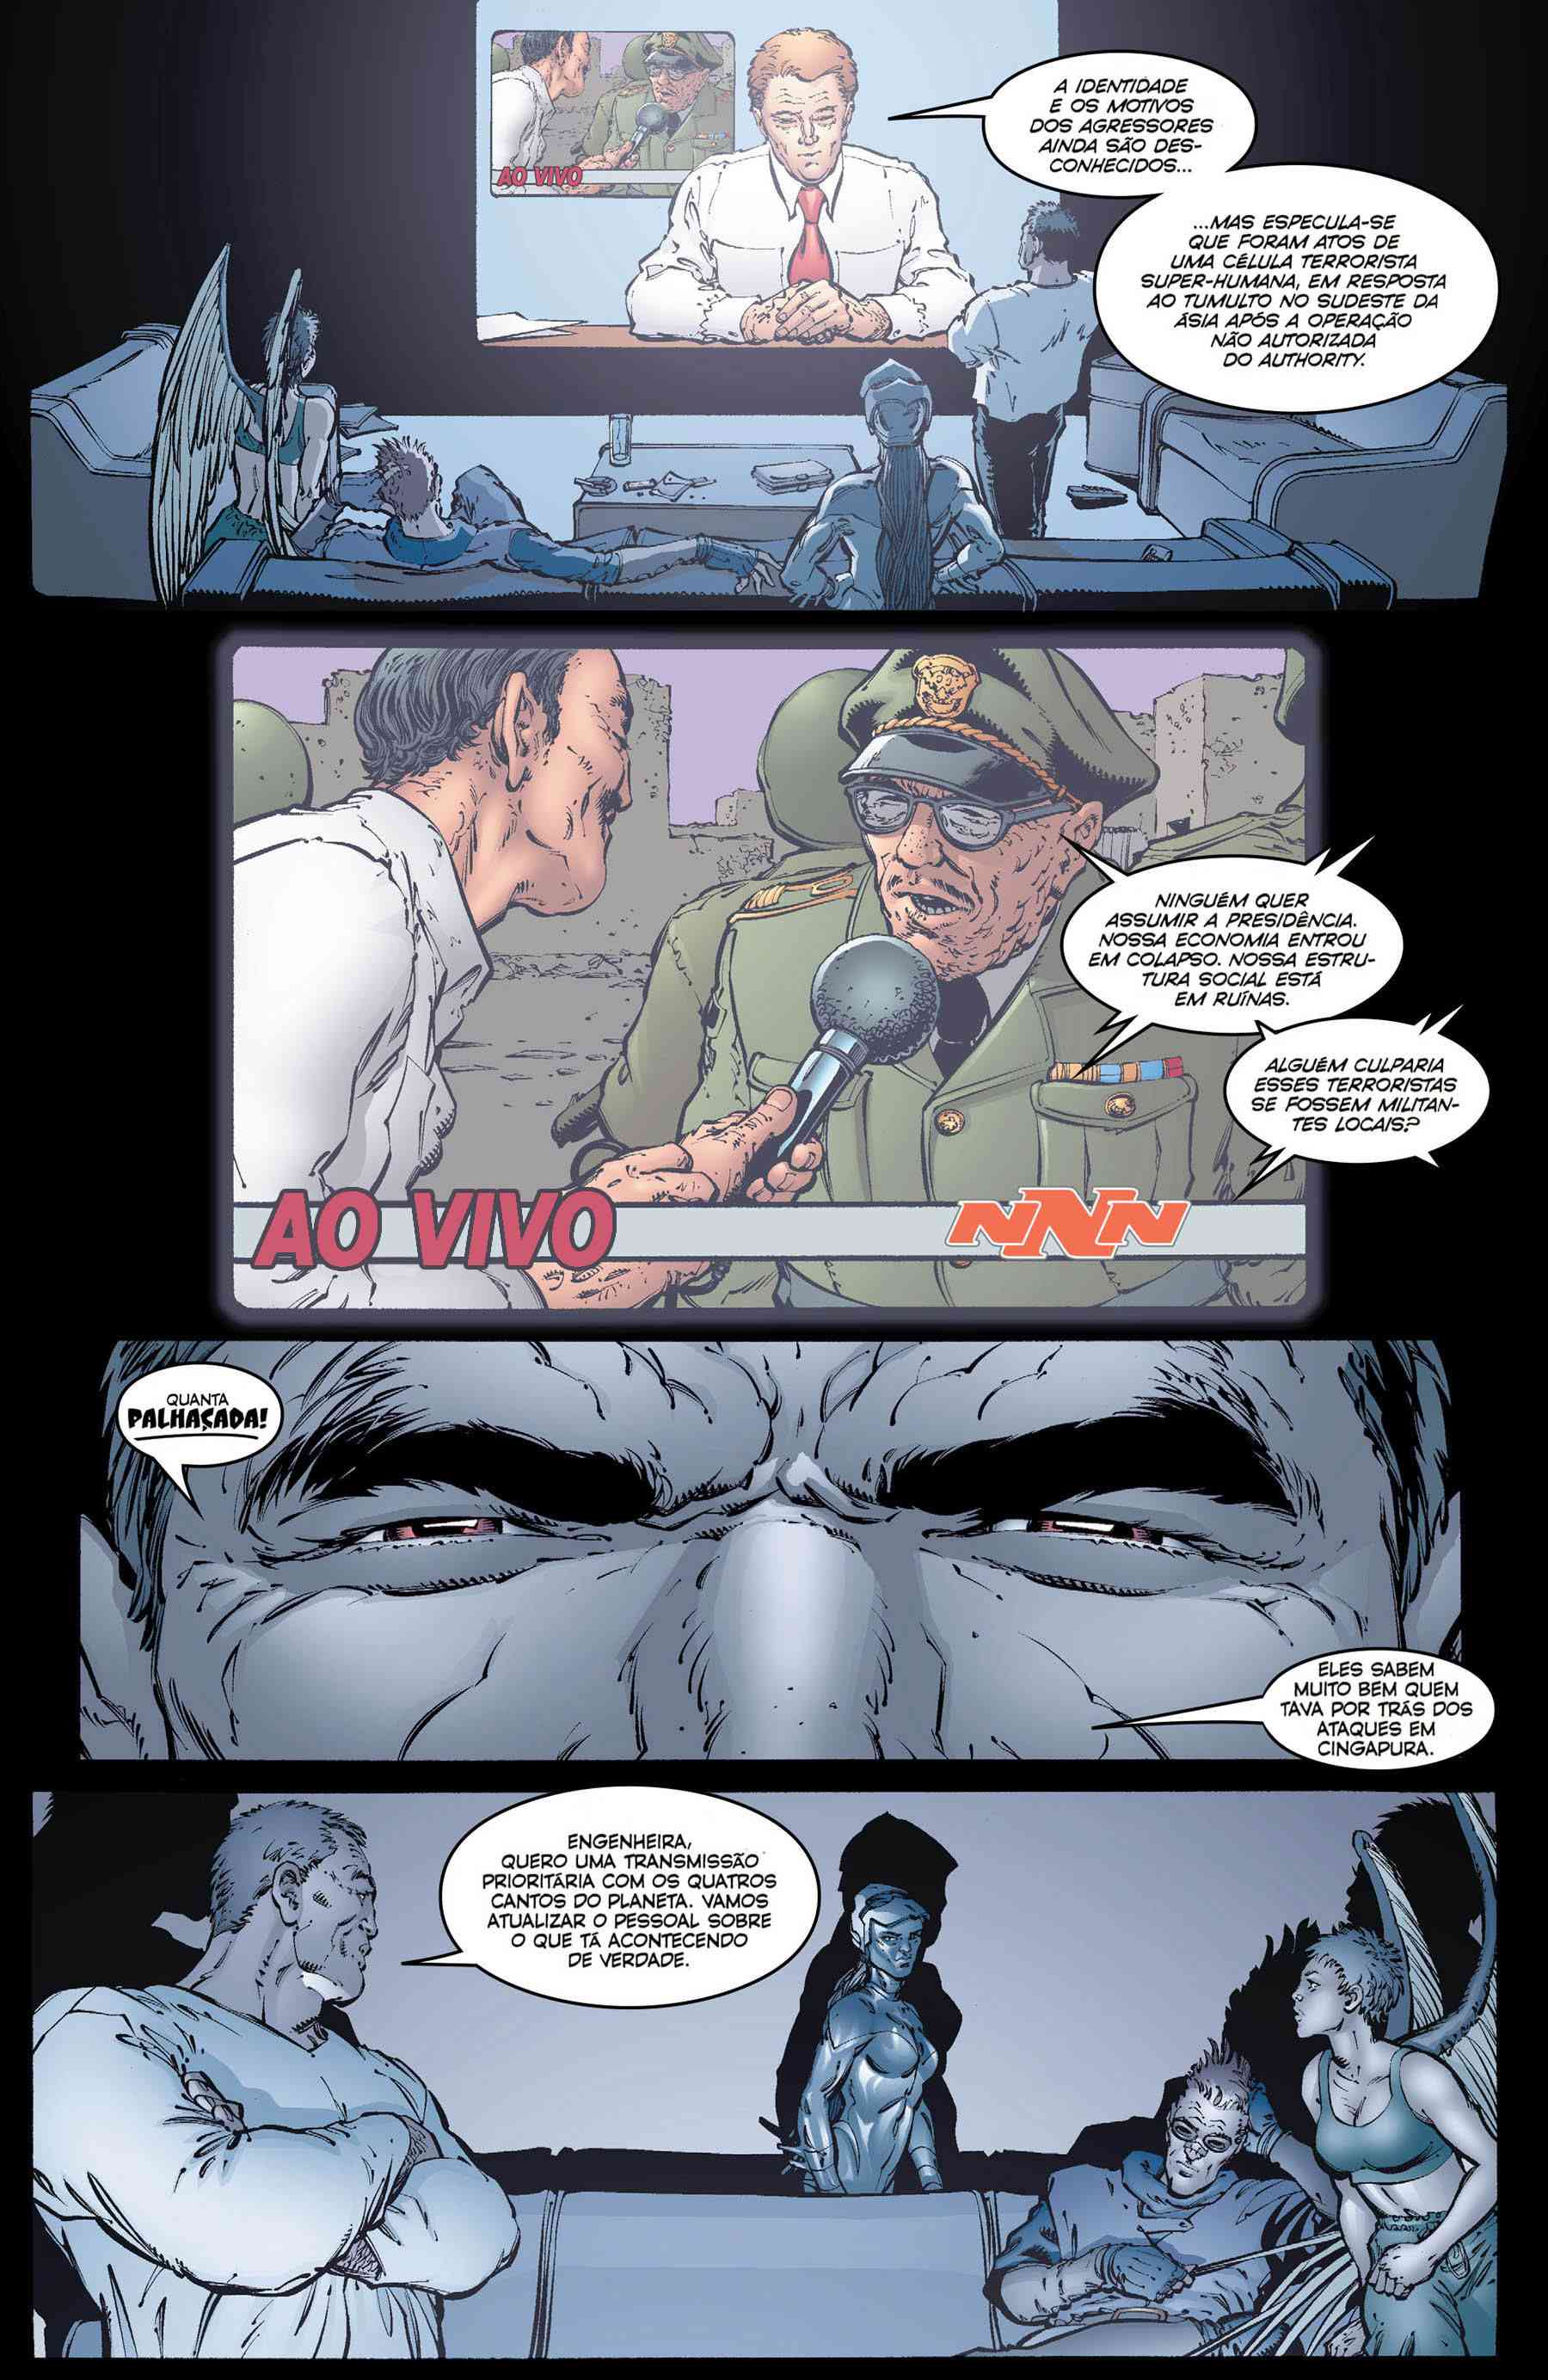 AO VIVO
A IDENTIDADE
E OS MOTIVOS
DOS AGRESSORES
AINDA SÃO DES-
CONHECIDOS...
...MAS ESPECULA-SE
QUE FORAM ATOS DE
UMA CÉLULA TERRORISTA
SUPER-HUMANA, EM RESPOSTA
AO TUMULTO NO SUDESTE DA
ÁSIA APÓS A OPERAÇÃO
NÃO AUTORIZADA
DO AUTHORITY.
NINGUÉM QUER
ASSUMIR A PRESIDÊNCIA.
NOSSA ECONOMIA ENTROU
EM COLAPSO. NOSSA ESTRU-
TURA SOCIAL ESTÁ
EM RUÍNAS.
ALGUÉM CULPARIA
ESSES TERRORISTAS
SE FOSSEM MILITAN-
TES LOCAIS?
AO VIVO
NNN
QUANTA
PALHAÇADA!
ELES SABEM
MUITO BEM QUEM
TAVA POR TRÁS DOS
ATAQUES EM
CINGAPURA.
ENGENHEIRA,
QUERO UMA TRANSMISSÃO
PRIORITÁRIA COM OS QUATROS
CANTOS DO PLANETA. VAMOS
ATUALIZAR O PESSOAL SOBRE
O QUE TÁ ACONTECENDO
DE VERDADE.